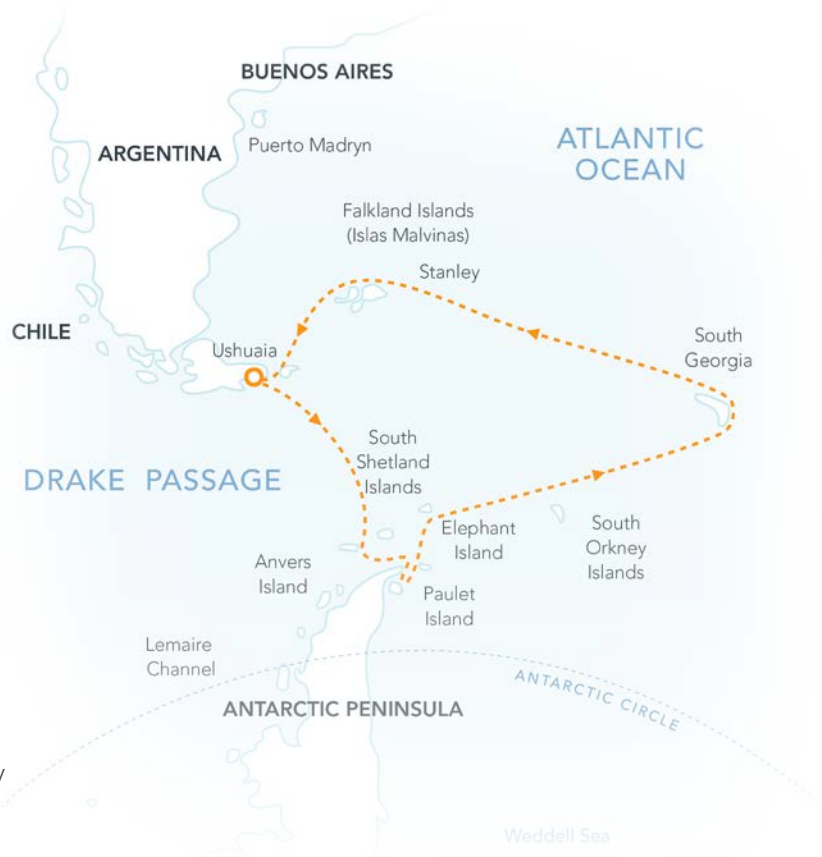 BUENOS AIRES
ATLANTIC
OCEAN
ARGENTINA
Puerto Madryn
Falkland Islands
(Islas Malvinas)
Stanley
CHILE
Ushuaia
South
Georgia
South
Shetland
Islands
DRAKE PASSAGE
Elephant
Island
South
Orkney
Islands
Anvers
Island
Paulet
Island
Lemaire
Channel
ANTARCTIC CIRCLE
ANTARCTIC PENINSULA
Weddell Sea